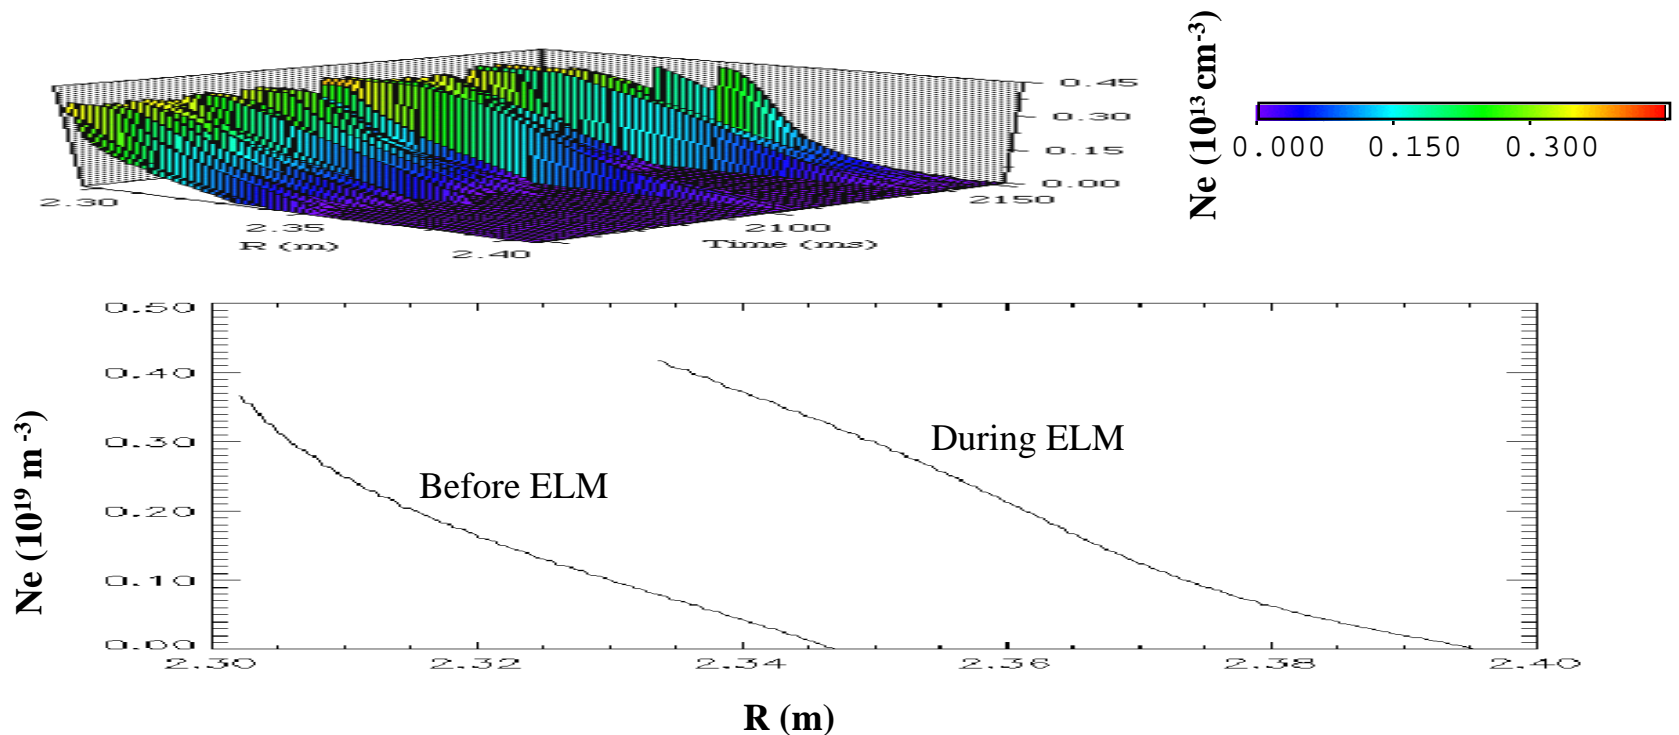 0.45
0.30
0.15
0.00
2.30
2.35
2.40
R (m)
2100
2150
Time (ms)
Ne (10¹³ cm⁻³)
0.000 0.150 0.300
0.50
0.40
0.30
0.20
0.10
0.00
Ne (10¹⁹ m⁻³)
During ELM
Before ELM
2.30 2.32 2.34 2.36 2.38 2.40
R (m)